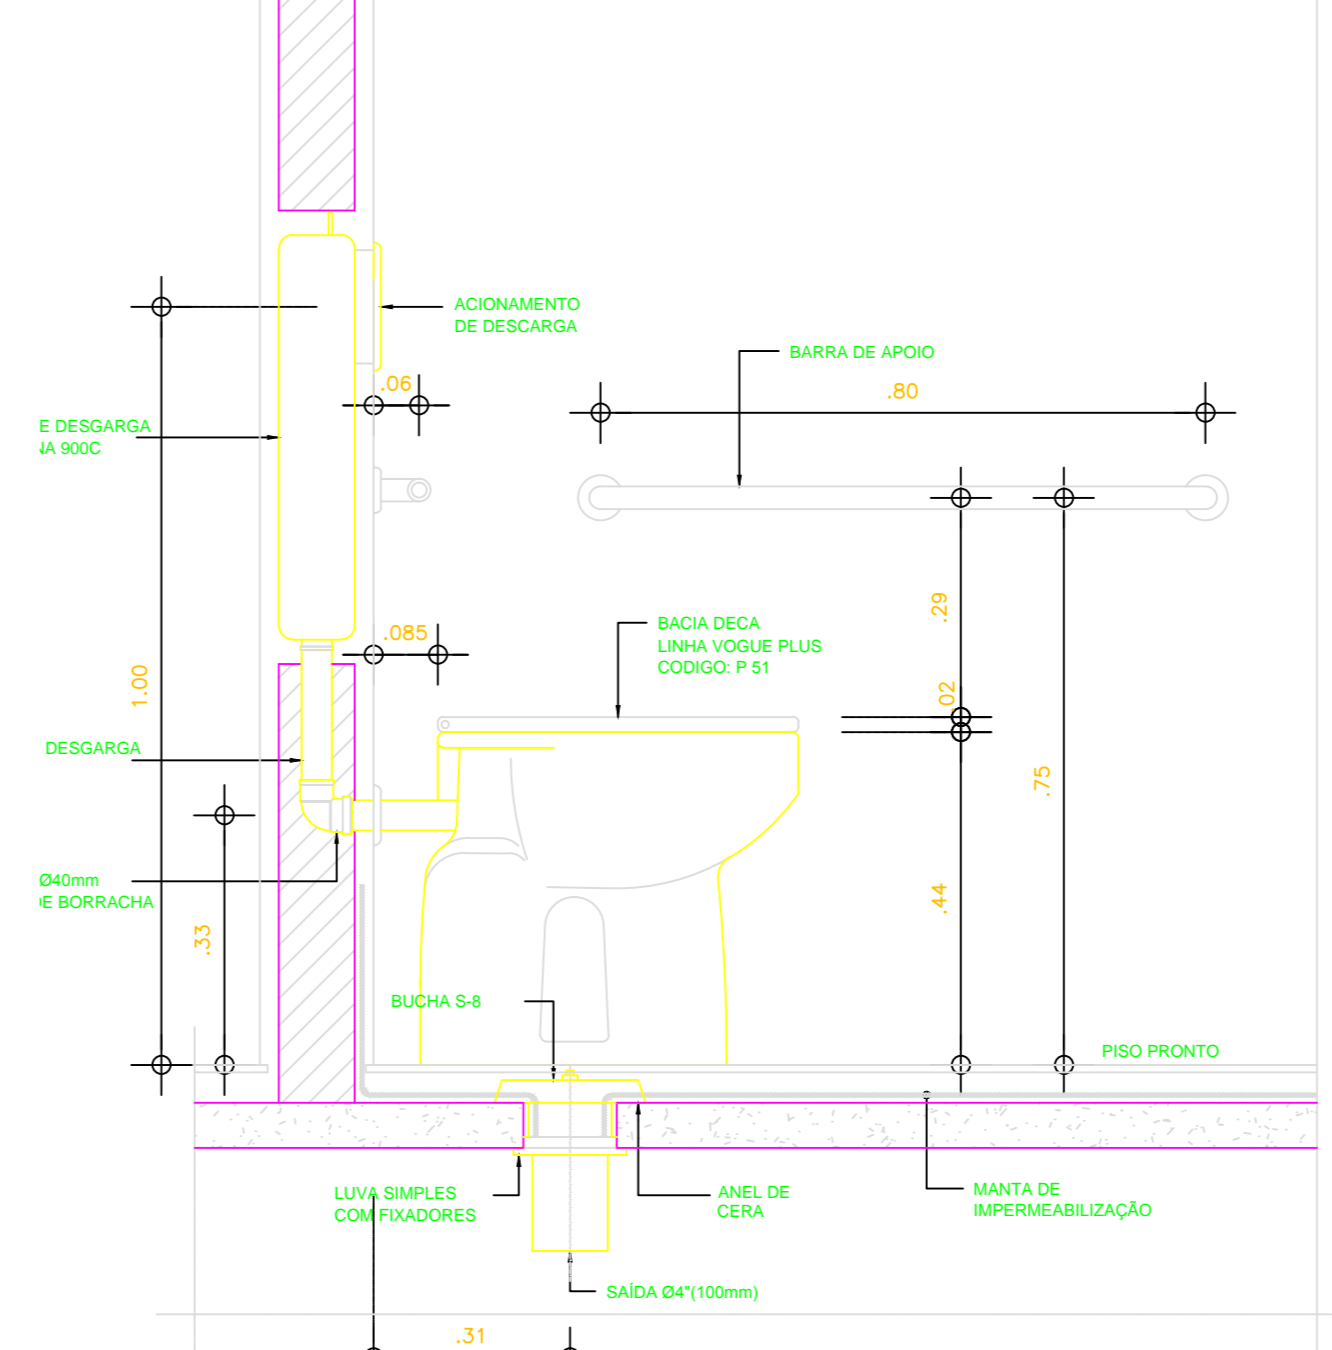 ACIONAMENTO
DE DESCARGA
BARRA DE APOIO
.80
.06
E DESGARGA
NA 900C
.29
.085
BACIA DECA
LINHA VOGUE PLUS
CODIGO: P 51
1.00
.02
DESGARGA
.75
Ø40mm
DE BORRACHA
.33
.44
BUCHA S-8
PISO PRONTO
LUVA SIMPLES
COM FIXADORES
ANEL DE
CERA
MANTA DE
IMPERMEABILIZAÇÃO
SAÍDA Ø4"(100mm)
.31